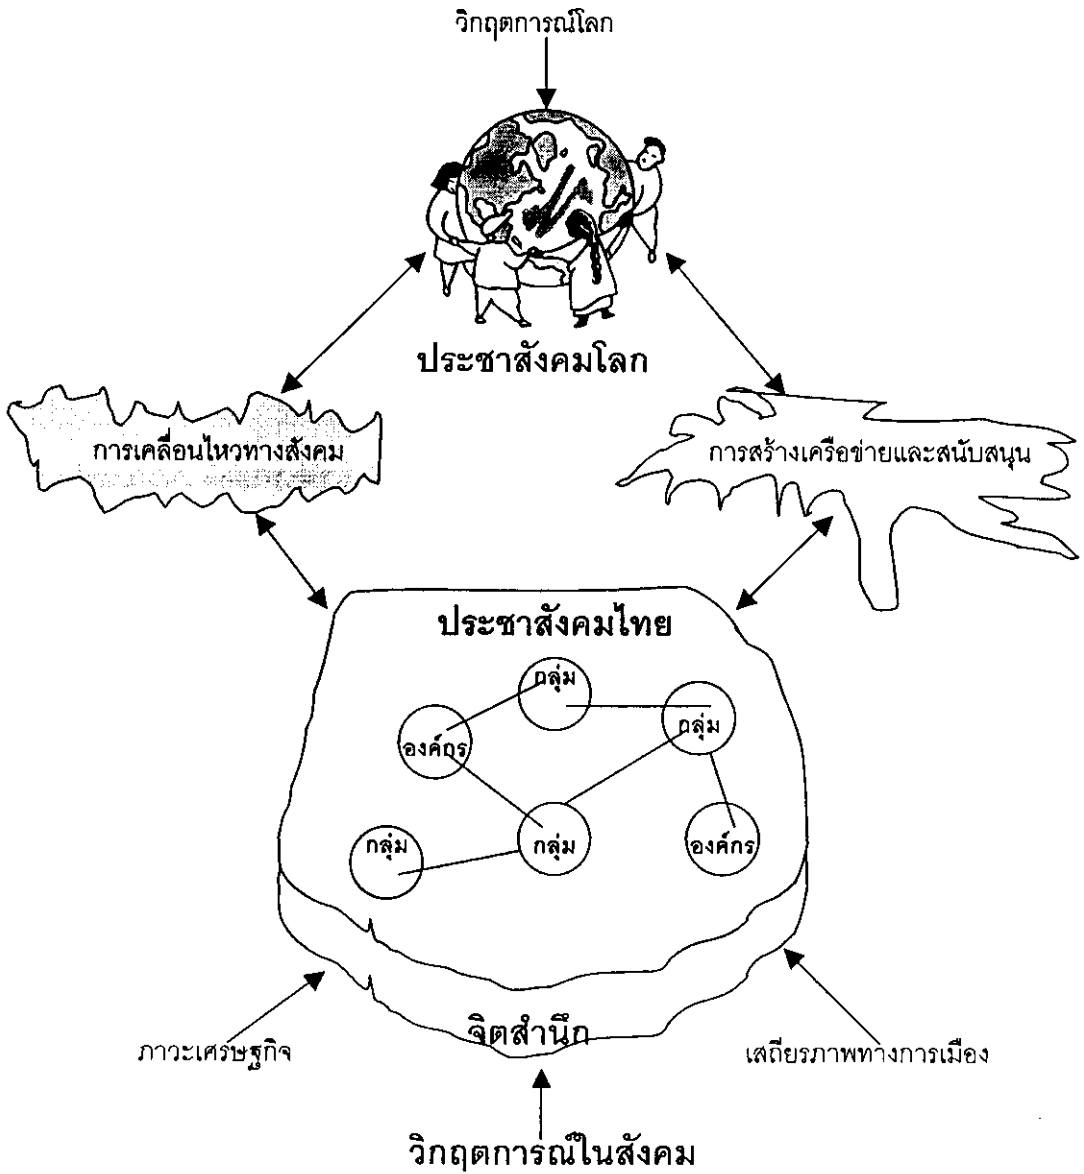 วิกฤตการณ์โลก
ประชาสังคมโลก
การเคลื่อนไหวทางสังคม
การสร้างเครือข่ายและสนับสนุน
ประชาสังคมไทย
กลุ่ม
กลุ่ม
องค์กร
กลุ่ม
กลุ่ม
องค์กร
จิตสำนึก
ภาวะเศรษฐกิจ
เสถียรภาพทางการเมือง
วิกฤตการณ์ในสังคม